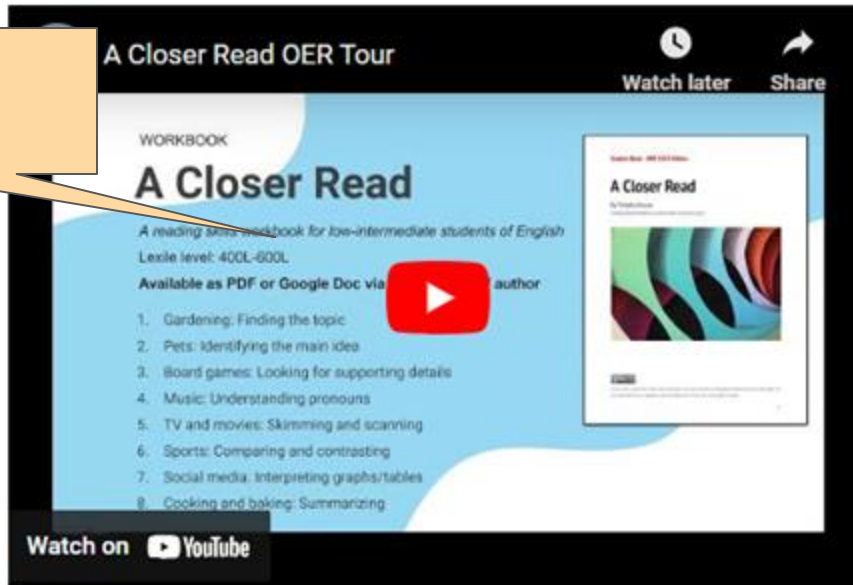 A Closer Read OER Tour
Watch later
Share
WORKBOOK
A Closer Read
A reading skills workbook for low-intermediate students of English
Lexile level: 400L-600L
Available as PDF or Google Doc via author
1. Gardening: Finding the topic
2. Pets: Identifying the main idea
3. Board games: Looking for supporting details
4. Music: Understanding pronouns
5. TV and movies: Skimming and scanning
6. Sports: Comparing and contrasting
7. Social media: Interpreting graphs/tables
8. Cooking and baking: Summarizing
A Closer Read
Watch on YouTube